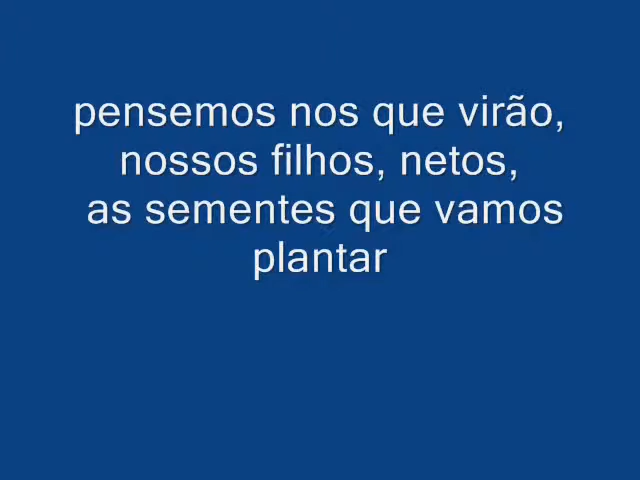 pensemos nos que virão,
nossos filhos, netos,
as sementes que vamos
plantar